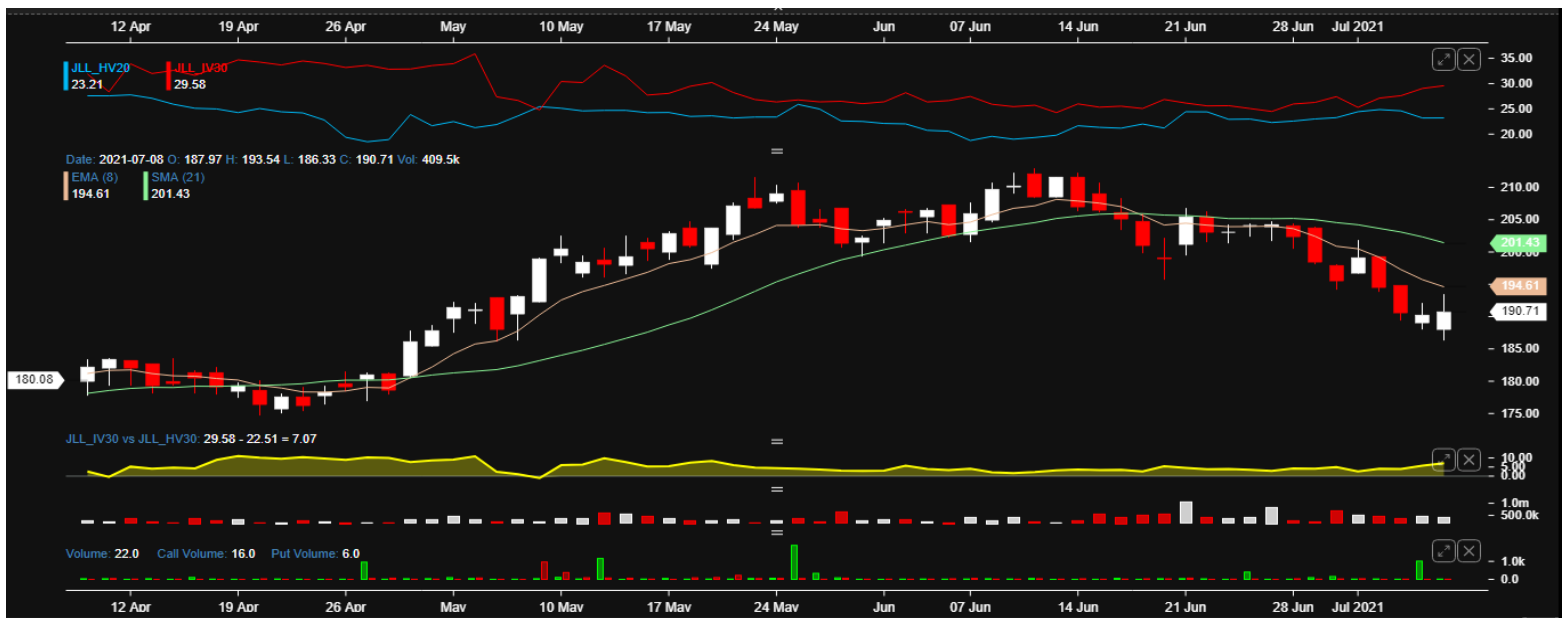 12 Apr 19 Apr 26 Apr May 10 May 17 May 24 May Jun 07 Jun 14 Jun 21 Jun 28 Jun Jul 2021
JLL_HV20 JLL_IV30
23.21 29.58
35.00
30.00
25.00
20.00
Date: 2021-07-08 O: 187.97 H: 193.54 L: 186.33 C: 190.71 Vol: 409.5k
EMA (8) SMA (21)
194.61 201.43
210.00
205.00
201.43
200.00
194.61
190.71
185.00
180.08 180.00
175.00
JLL_IV30 vs JLL_HV30: 29.58 - 22.51 = 7.07
10.00
5.00
0.00
1.0m
500.0k
Volume: 22.0 Call Volume: 16.0 Put Volume: 6.0
1.0k
0.0
12 Apr 19 Apr 26 Apr May 10 May 17 May 24 May Jun 07 Jun 14 Jun 21 Jun 28 Jun Jul 2021